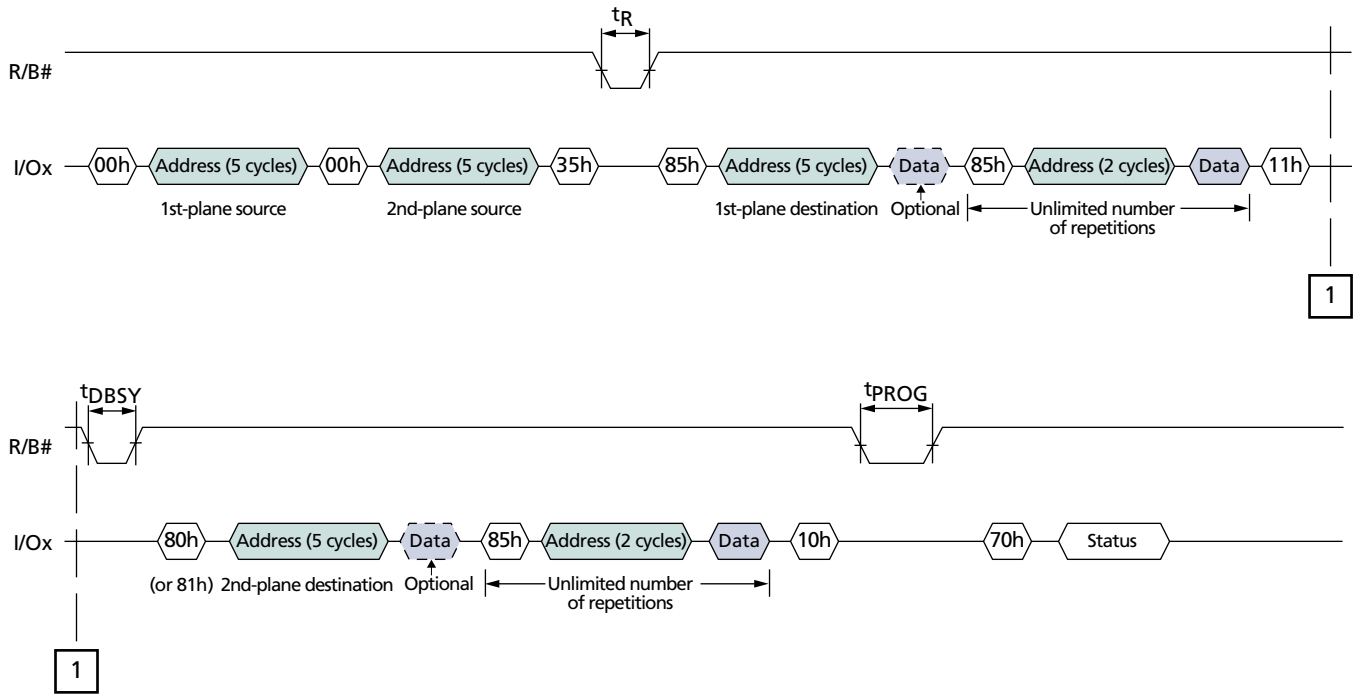 tR
R/B#
I/Ox 00h Address (5 cycles) 00h Address (5 cycles) 35h 85h Address (5 cycles) Data 85h Address (2 cycles) Data 11h
1st-plane source 2nd-plane source 1st-plane destination Optional Unlimited number
of repetitions
1
tDBSY tPROG
R/B#
I/Ox 80h Address (5 cycles) Data 85h Address (2 cycles) Data 10h 70h Status
(or 81h) 2nd-plane destination Optional Unlimited number
of repetitions
1